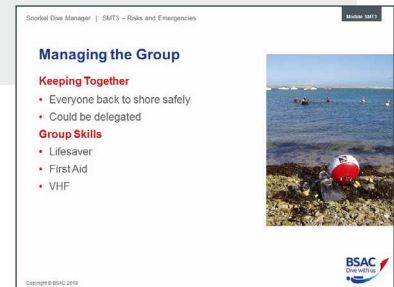 Snorkel Dive Manager | SMT3 – Risks and Emergencies
Module SMT3
Managing the Group
Keeping Together
• Everyone back to shore safely
• Could be delegated
Group Skills
• Lifesaver
• First Aid
• VHF
BSAC
Dive with us
Copyright © BSAC 2016